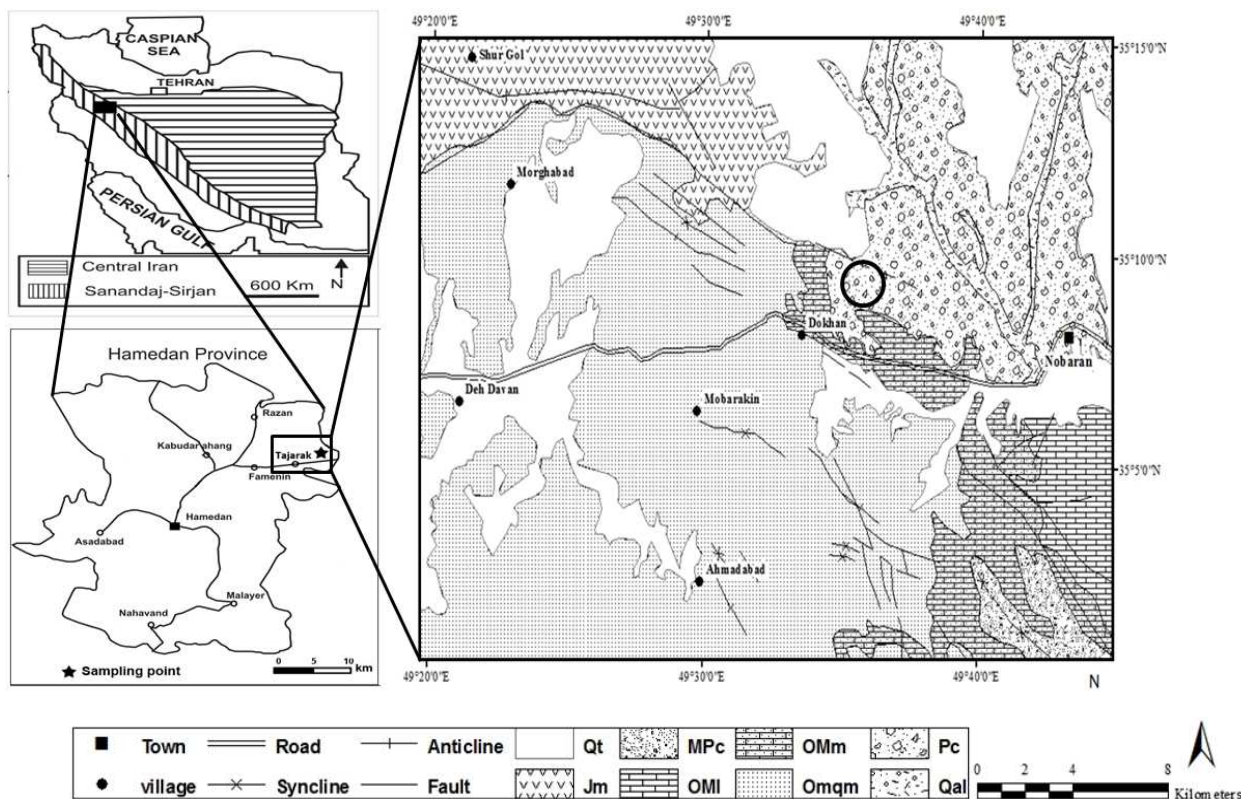 CASPIAN
SEA
TEHRAN
PERSIAN GULF
Central Iran
Sanandaj-Sirjan
600 Km
N
Hamedan Province
Razan
Kabudarahang
Tajarak
Famenin
Hamedan
Asadabad
Malayer
Nahavand
Sampling point
0 5 10
km
49°20'0"E 49°30'0"E 49°40'0"E
35°15'0"N
35°10'0"N
35°5'0"N
Shur Gol
Morghabad
Dokhan
Nobaran
Deh Davan
Mobarakin
Ahmadabad
49°20'0"E 49°30'0"E 49°40'0"E
N
Town Road Anticline Qt MPc OMm Pc
village Syncline Fault Jm OMl Omqm Qal
0 2 4 8
Kilometers